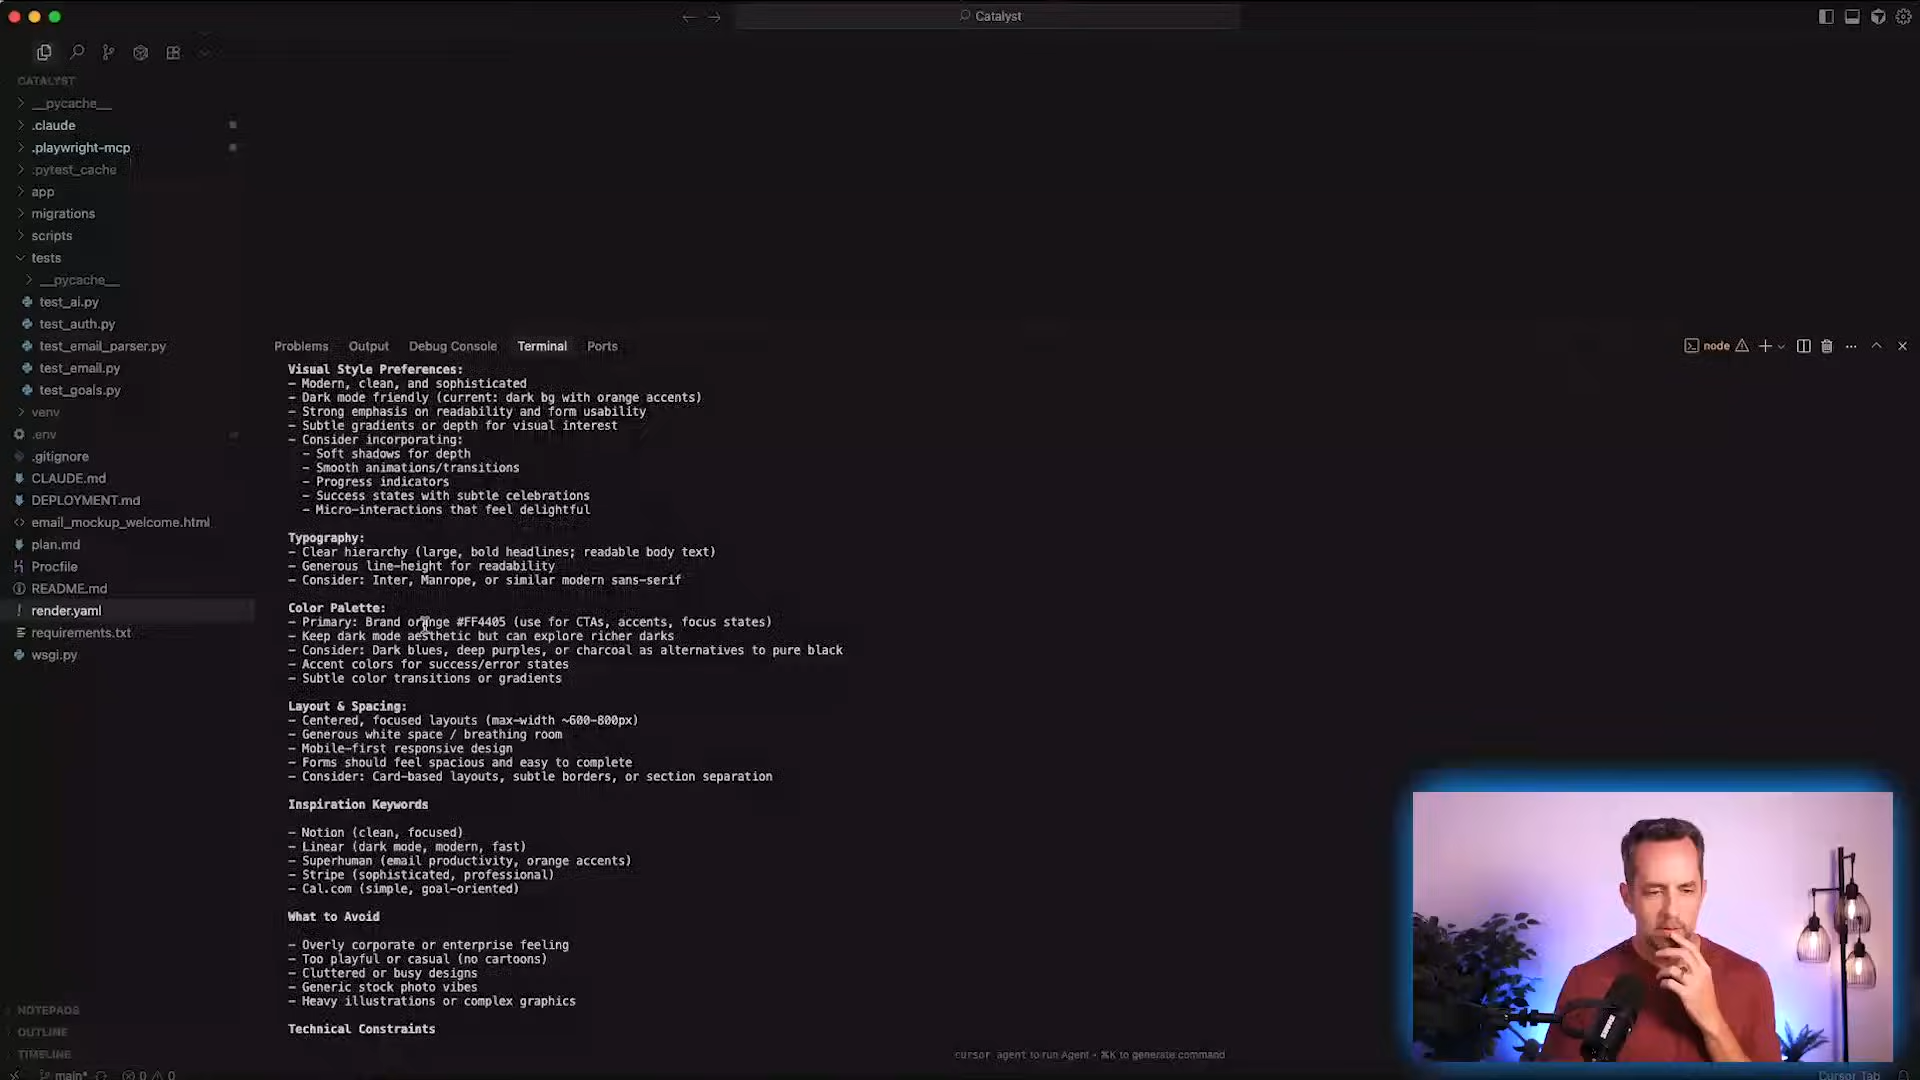 Catalyst
CATALYST
__pycache__
.claude
.playwright-mcp
.pytest_cache
app
migrations
scripts
tests
__pycache__
test_ai.py
test_auth.py
test_email_parser.py
test_email.py
test_goals.py
venv
.env
.gitignore
CLAUDE.md
DEPLOYMENT.md
email_mockup_welcome.html
plan.md
Procfile
README.md
render.yaml
requirements.txt
wsgi.py
NOTEPADS
OUTLINE
TIMELINE
Problems Output Debug Console Terminal Ports
node
Visual Style Preferences:
- Modern, clean, and sophisticated
- Dark mode friendly (current: dark bg with orange accents)
- Strong emphasis on readability and form usability
- Subtle gradients or depth for visual interest
- Consider incorporating:
- Soft shadows for depth
- Smooth animations/transitions
- Progress indicators
- Success states with subtle celebrations
- Micro-interactions that feel delightful
Typography:
- Clear hierarchy (large, bold headlines; readable body text)
- Generous line-height for readability
- Consider: Inter, Manrope, or similar modern sans-serif
Color Palette:
- Primary: Brand orange #FF4405 (use for CTAs, accents, focus states)
- Keep dark mode aesthetic but can explore richer darks
- Consider: Dark blues, deep purples, or charcoal as alternatives to pure black
- Accent colors for success/error states
- Subtle color transitions or gradients
Layout & Spacing:
- Centered, focused layouts (max-width ~600-800px)
- Generous white space / breathing room
- Mobile-first responsive design
- Forms should feel spacious and easy to complete
- Consider: Card-based layouts, subtle borders, or section separation
Inspiration Keywords
- Notion (clean, focused)
- Linear (dark mode, modern, fast)
- Superhuman (email productivity, orange accents)
- Stripe (sophisticated, professional)
- Cal.com (simple, goal-oriented)
What to Avoid
- Overly corporate or enterprise feeling
- Too playful or casual (no cartoons)
- Cluttered or busy designs
- Generic stock photo vibes
- Heavy illustrations or complex graphics
Technical Constraints
cursor agent to run Agent · ⌘K to generate command
main* 0 0
Cursor Tab